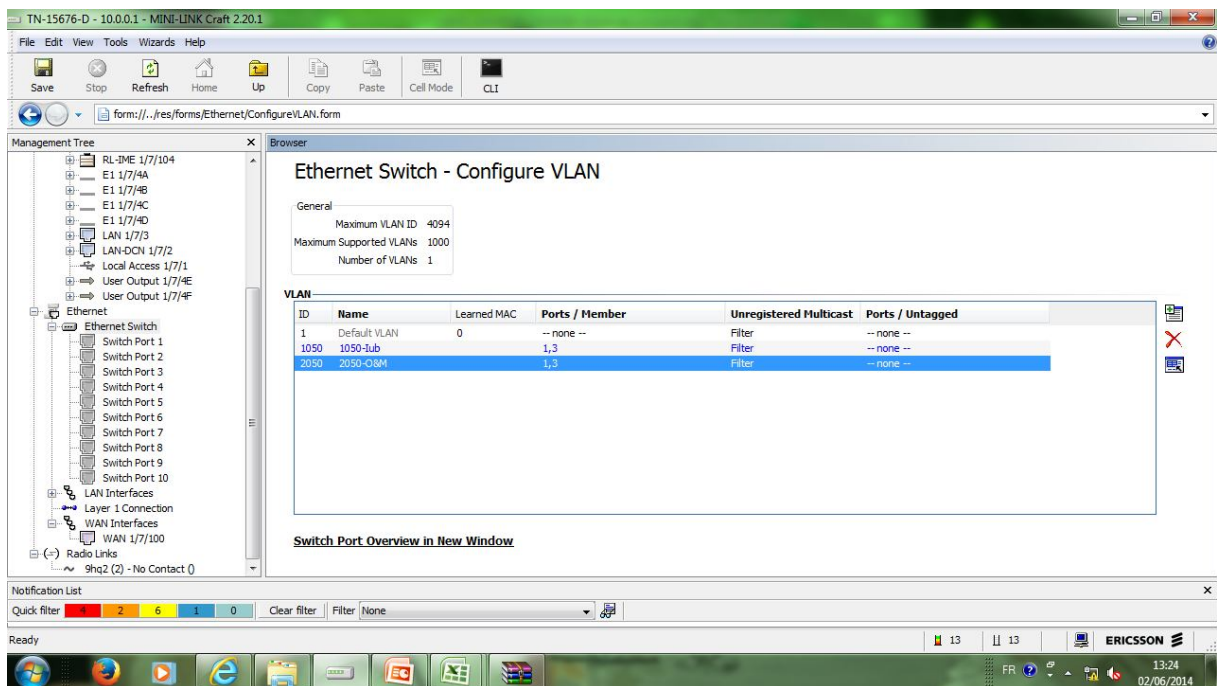 TN-15676-D - 10.0.0.1 - MINI-LINK Craft 2.20.1
File Edit View Tools Wizards Help
Save Stop Refresh Home Up Copy Paste Cell Mode CLI
form://../res/forms/Ethernet/ConfigureVLAN.form
Management Tree
RL-IME 1/7/104
E1 1/7/4A
E1 1/7/4B
E1 1/7/4C
E1 1/7/4D
LAN 1/7/3
LAN-DCN 1/7/2
Local Access 1/7/1
User Output 1/7/4E
User Output 1/7/4F
Ethernet
Ethernet Switch
Switch Port 1
Switch Port 2
Switch Port 3
Switch Port 4
Switch Port 5
Switch Port 6
Switch Port 7
Switch Port 8
Switch Port 9
Switch Port 10
LAN Interfaces
Layer 1 Connection
WAN Interfaces
WAN 1/7/100
Radio Links
9hq2 (2) - No Contact ()
Browser
Ethernet Switch - Configure VLAN
General
Maximum VLAN ID 4094
Maximum Supported VLANs 1000
Number of VLANs 1
VLAN
ID Name Learned MAC Ports / Member Unregistered Multicast Ports / Untagged
1 Default VLAN 0 -- none -- Filter -- none --
1050 1050-Iub 1,3 Filter -- none --
2050 2050-O&M 1,3 Filter -- none --
Switch Port Overview in New Window
Notification List
Quick filter 4 2 6 1 0 Clear filter Filter None
Ready 13 13 ERICSSON
FR 13:24
02/06/2014